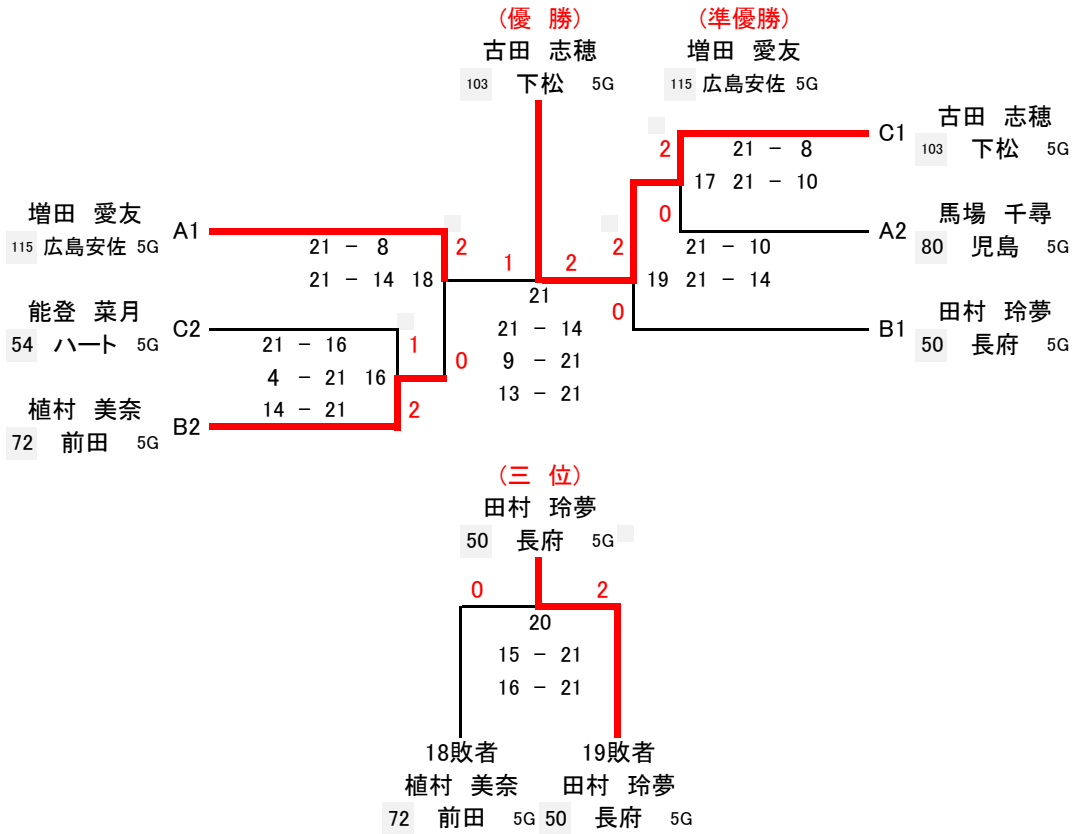 (優　勝)
古田　志穂
103 下松 5G
(準優勝)
増田　愛友
115 広島安佐 5G
増田　愛友
115 広島安佐 5G
A1
能登　菜月
54 ハート 5G
C2
植村　美奈
72 前田 5G
B2
2
21 － 8
21 － 14 18
1
21 － 16
4 － 21 16
14 － 21
2
0
1 2
21
21 － 14
9 － 21
13 － 21
2
21 － 8
17 21 － 10
0
2
21 － 10
19 21 － 14
0
C1
古田　志穂
103 下松 5G
A2
馬場　千尋
80 児島 5G
B1
田村　玲夢
50 長府 5G
(三　位)
田村　玲夢
50 長府 5G
0 2
20
15 － 21
16 － 21
18敗者 19敗者
植村　美奈 田村　玲夢
72 前田 5G 50 長府 5G